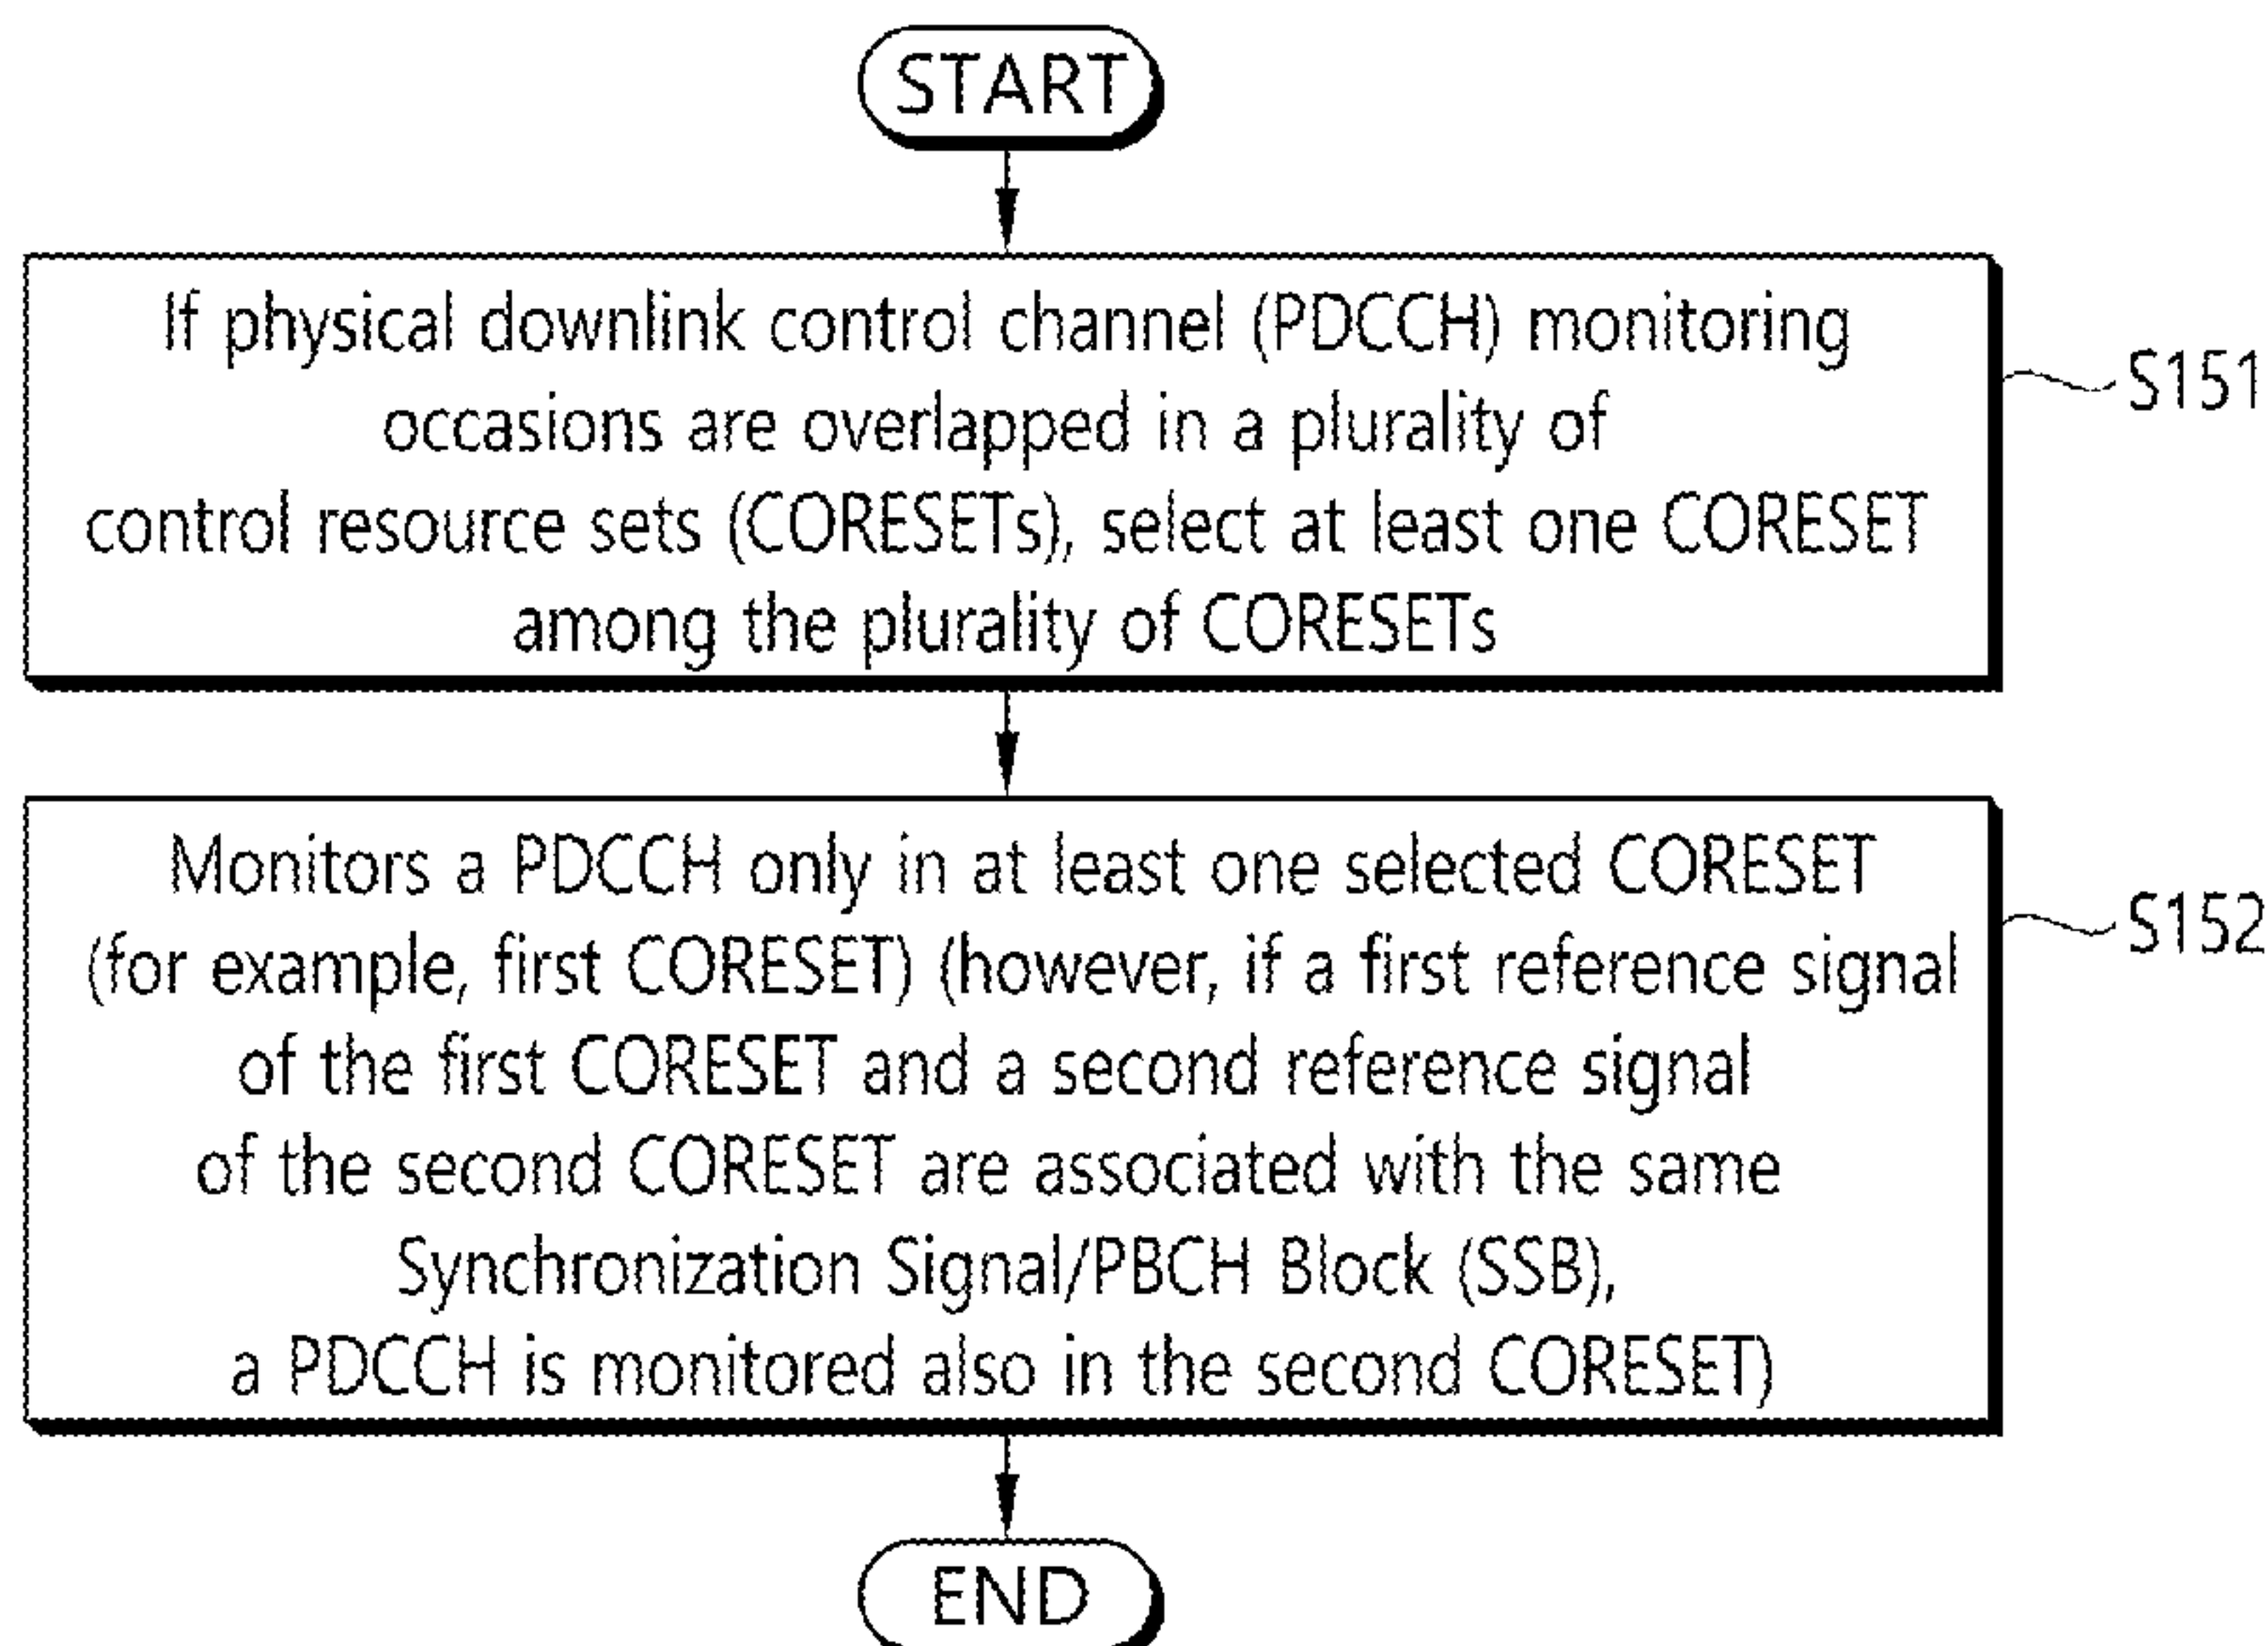 START
If physical downlink control channel (PDCCH) monitoring
occasions are overlapped in a plurality of
control resource sets (CORESETs), select at least one CORESET
among the plurality of CORESETs
S151
Monitors a PDCCH only in at least one selected CORESET
(for example, first CORESET) (however, if a first reference signal
of the first CORESET and a second reference signal
of the second CORESET are associated with the same
Synchronization Signal/PBCH Block (SSB),
a PDCCH is monitored also in the second CORESET)
S152
END